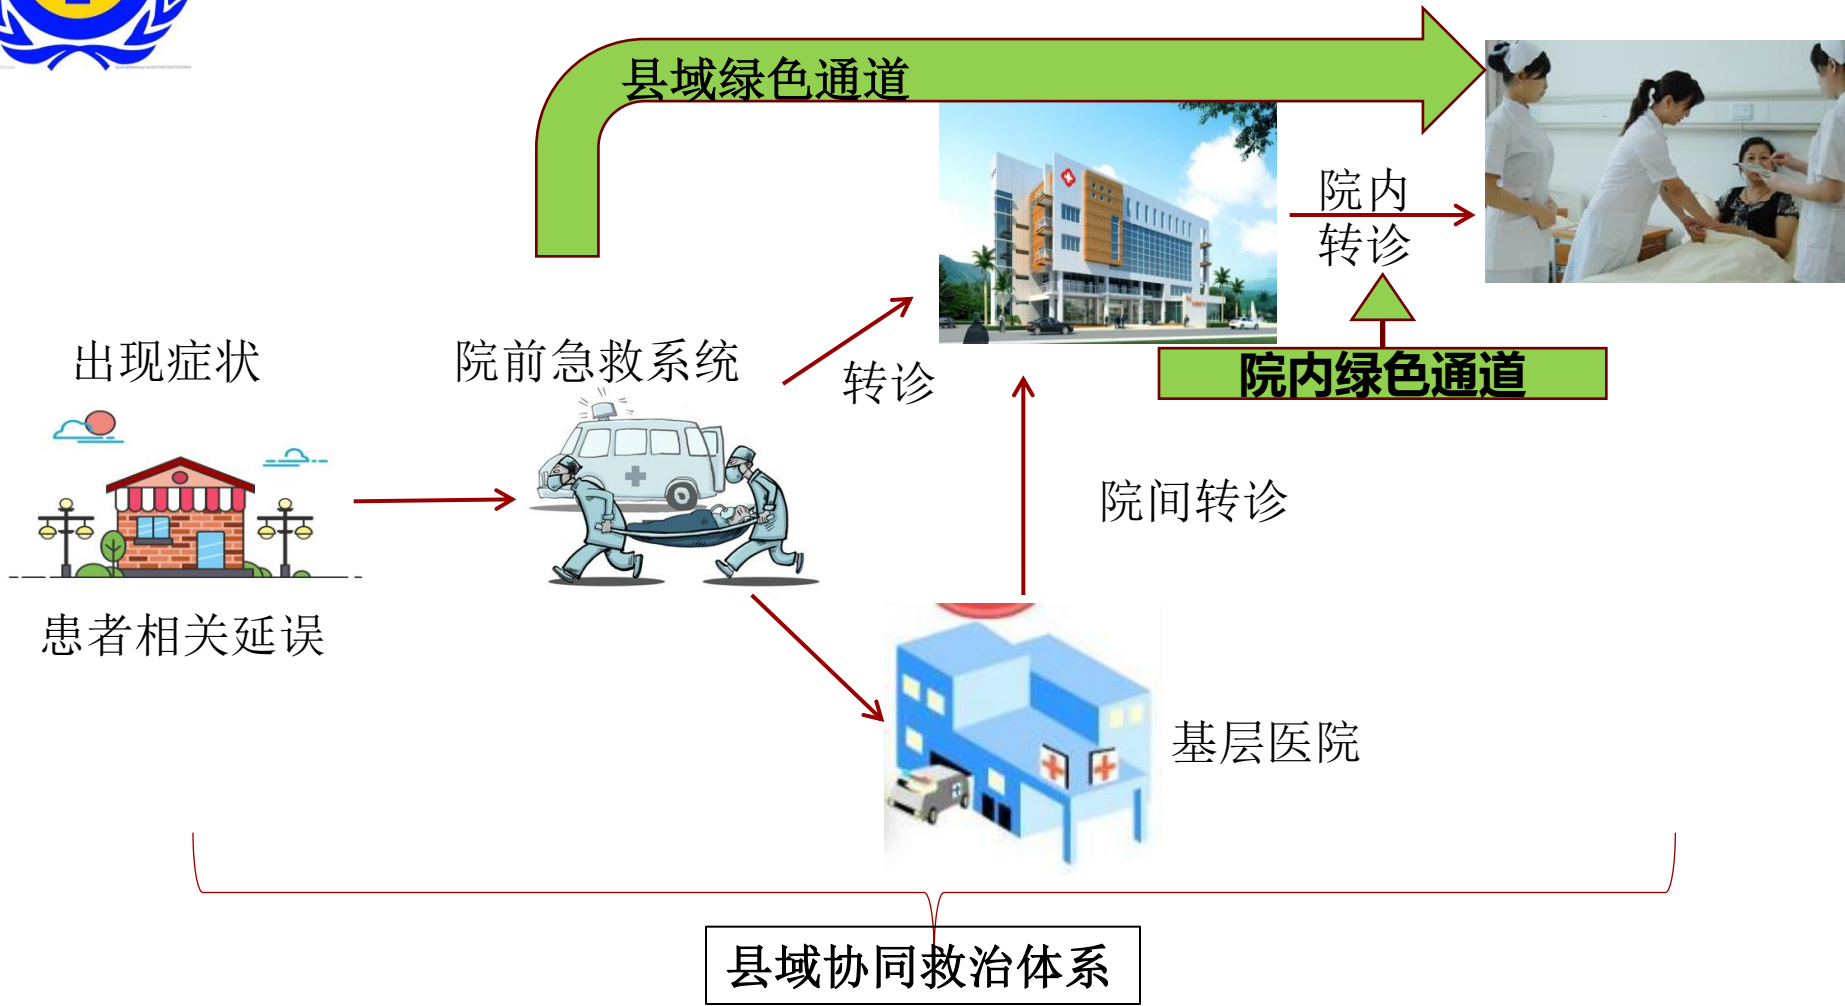 县域绿色通道
院内
转诊
院内绿色通道
出现症状
院前急救系统
转诊
院间转诊
患者相关延误
基层医院
县域协同救治体系